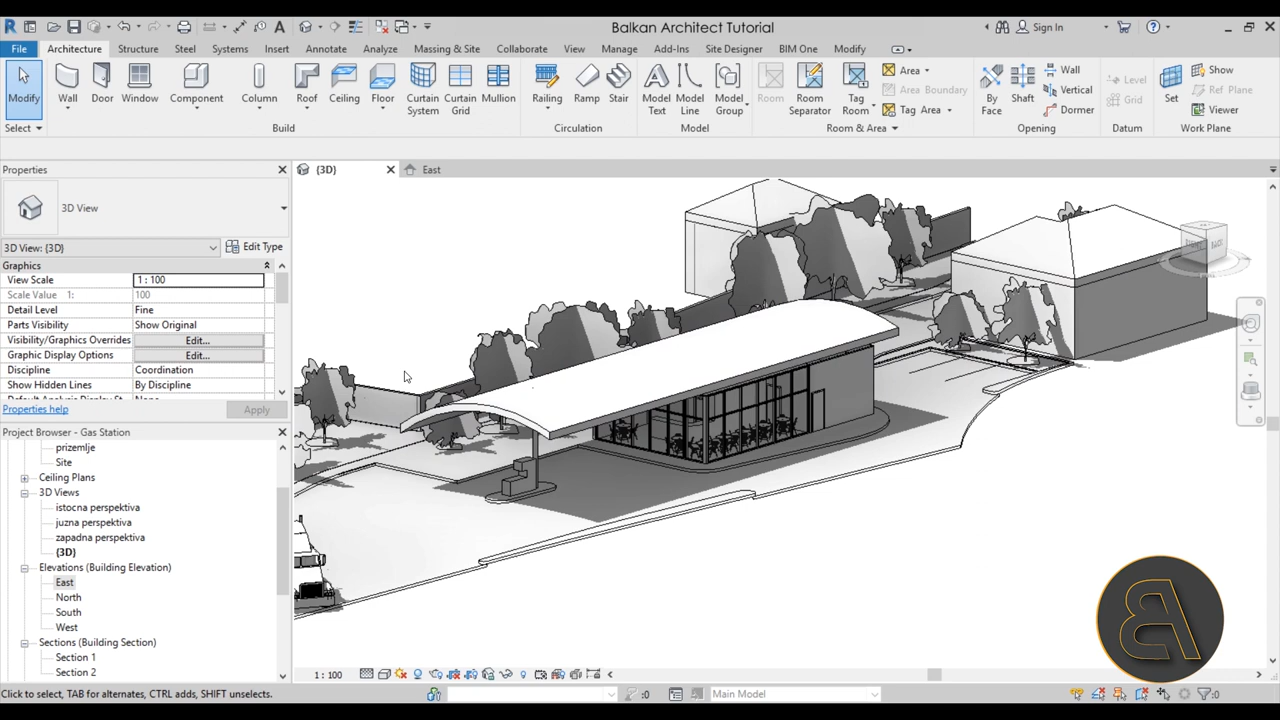 Balkan Architect Tutorial
Sign In
File Architecture Structure Steel Systems Insert Annotate Analyze Massing & Site Collaborate View Manage Add-Ins Site Designer BIM One Modify
Modify Wall Door Window Component Column Roof Ceiling Floor Curtain System Curtain Grid Mullion Railing Ramp Stair Model Text Model Line Model Group Room Room Separator Tag Room
Area
Area Boundary
Tag Area
By Face Shaft
Wall
Vertical
Dormer
Level
Grid
Set
Show
Ref Plane
Viewer
Select Build Circulation Model Room & Area Opening Datum Work Plane
Properties
{3D} East
3D View
3D View: {3D} Edit Type
Graphics
View Scale 1 : 100
Scale Value 1: 100
Detail Level Fine
Parts Visibility Show Original
Visibility/Graphics Overrides Edit...
Graphic Display Options Edit...
Discipline Coordination
Show Hidden Lines By Discipline
Properties help Apply
Project Browser - Gas Station
prizemlje
Site
Ceiling Plans
3D Views
istocna perspektiva
juzna perspektiva
zapadna perspektiva
{3D}
Elevations (Building Elevation)
East
North
South
West
Sections (Building Section)
Section 1
Section 2
1 : 100
Click to select, TAB for alternates, CTRL adds, SHIFT unselects.
:0
Main Model
:0